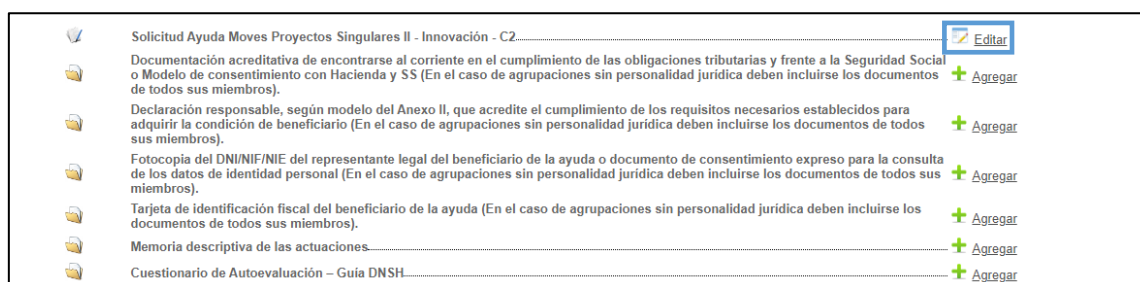 Solicitud Ayuda Moves Proyectos Singulares II - Innovación - C2 Editar
Documentación acreditativa de encontrarse al corriente en el cumplimiento de las obligaciones tributarias y frente a la Seguridad Social
o Modelo de consentimiento con Hacienda y SS (En el caso de agrupaciones sin personalidad jurídica deben incluirse los documentos Agregar
de todos sus miembros).
Declaración responsable, según modelo del Anexo II, que acredite el cumplimiento de los requisitos necesarios establecidos para
adquirir la condición de beneficiario (En el caso de agrupaciones sin personalidad jurídica deben incluirse los documentos de todos Agregar
sus miembros).
Fotocopia del DNI/NIF/NIE del representante legal del beneficiario de la ayuda o documento de consentimiento expreso para la consulta
de los datos de identidad personal (En el caso de agrupaciones sin personalidad jurídica deben incluirse los documentos de todos sus Agregar
miembros).
Tarjeta de identificación fiscal del beneficiario de la ayuda (En el caso de agrupaciones sin personalidad jurídica deben incluirse los Agregar
documentos de todos sus miembros).
Memoria descriptiva de las actuaciones Agregar
Cuestionario de Autoevaluación – Guía DNSH Agregar